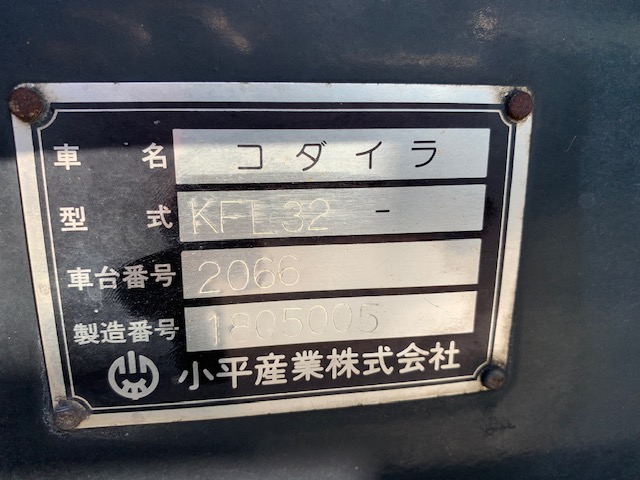 車名 コダイラ
型式 KFL32-
車台番号 2066
製造番号 1805005
小平産業株式会社